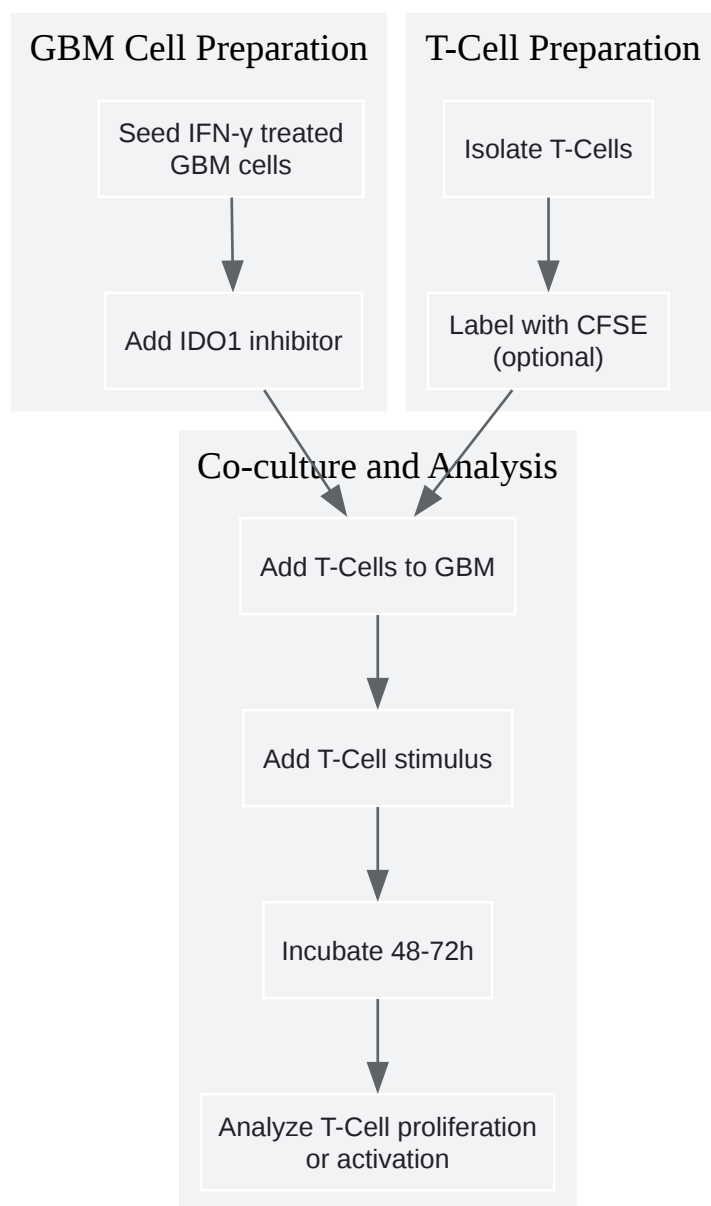 GBM Cell Preparation
Seed IFN-γ treated
GBM cells
Add IDO1 inhibitor
T-Cell Preparation
Isolate T-Cells
Label with CFSE
(optional)
Co-culture and Analysis
Add T-Cells to GBM
Add T-Cell stimulus
Incubate 48-72h
Analyze T-Cell proliferation
or activation